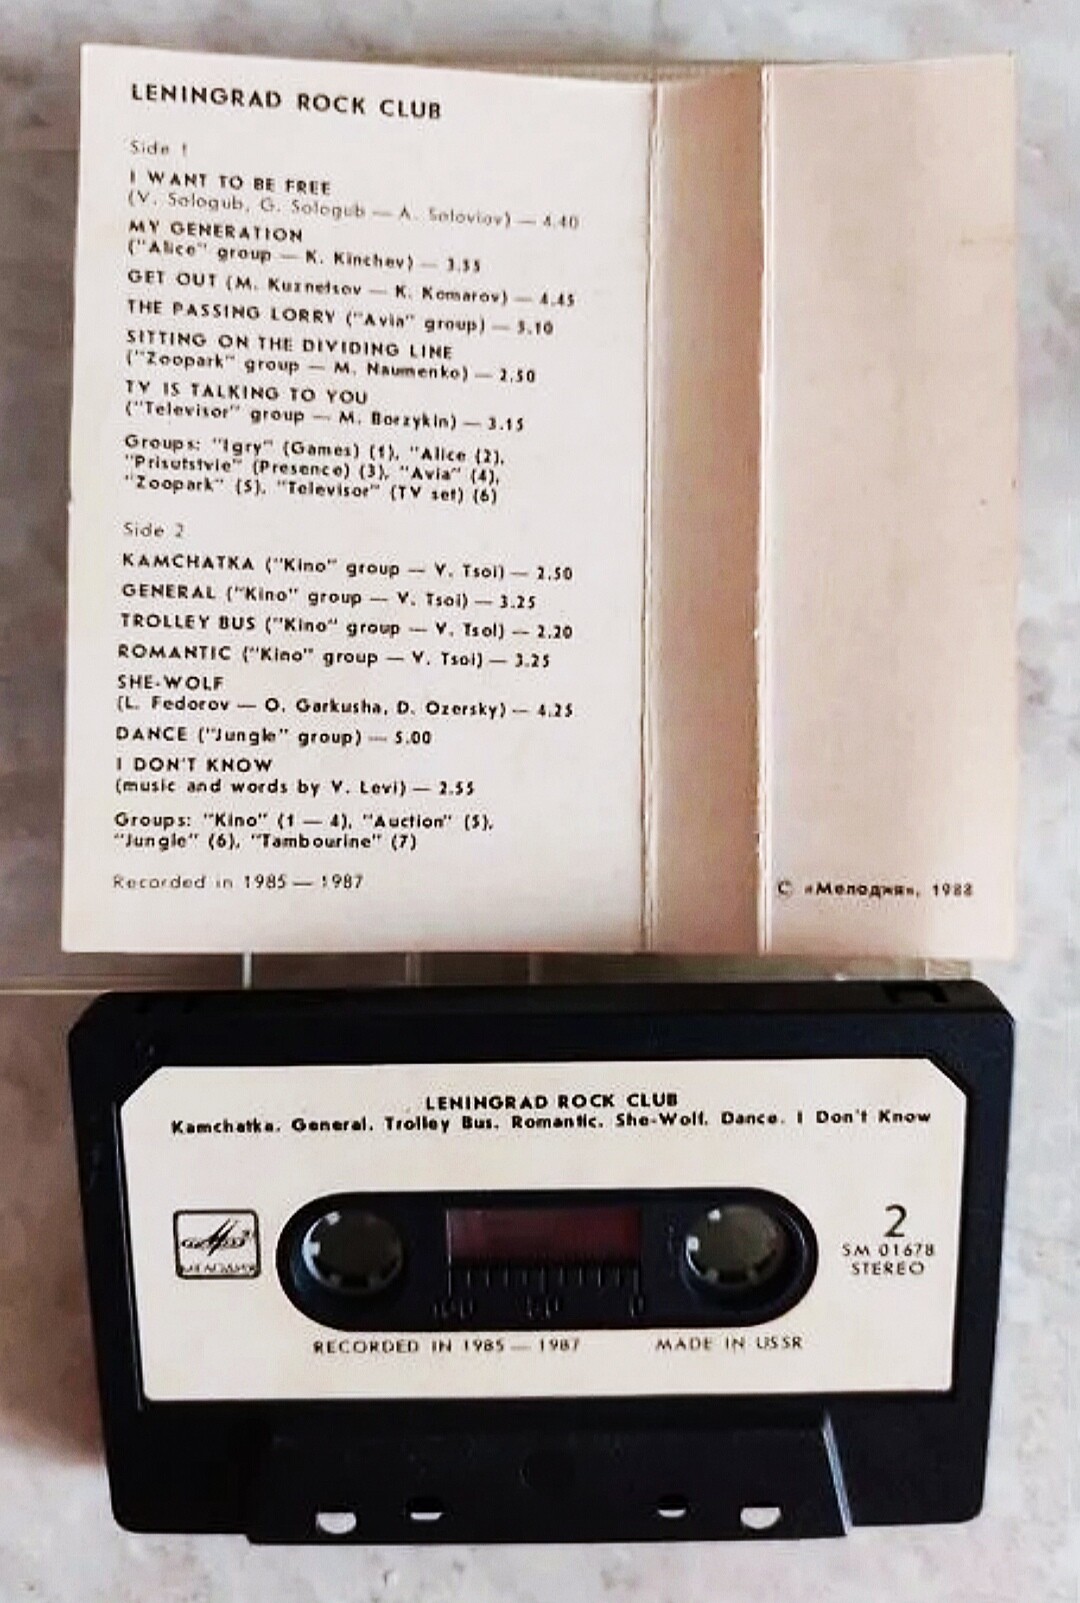 LENINGRAD ROCK CLUB
Side 1
I WANT TO BE FREE
(V. Sologub, G. Sologub — A. Soloviov) — 4.40
MY GENERATION
("Alice" group — K. Kinchev) — 3.35
GET OUT (M. Kuznetsov — K. Komarov) — 4.45
THE PASSING LORRY ("Avia" group) — 3.10
SITTING ON THE DIVIDING LINE
("Zoopark" group — M. Naumenko) — 2.50
TV IS TALKING TO YOU
("Televisor" group — M. Borzykin) — 3.15
Groups: "Igry" (Games) (1), "Alice (2),
"Prisutstvie" (Presence) (3), "Avia" (4),
"Zoopark" (5), "Televisor" (TV set) (6)
Side 2
KAMCHATKA ("Kino" group — V. Tsoi) — 2.50
GENERAL ("Kino" group — V. Tsoi) — 3.25
TROLLEY BUS ("Kino" group — V. Tsoi) — 2.20
ROMANTIC ("Kino" group — V. Tsoi) — 3.25
SHE-WOLF
(L. Fedorov — O. Garkusha, D. Ozersky) — 4.25
DANCE ("Jungle" group) — 5.00
I DON'T KNOW
(music and words by V. Levi) — 2.55
Groups: "Kino" (1 — 4), "Auction" (5),
"Jungle" (6), "Tambourine" (7)
Recorded in 1985 — 1987
© «Мелодия», 1988
LENINGRAD ROCK CLUB
Kamchatka. General. Trolley Bus. Romantic. She-Wolf. Dance. I Don't Know
МЕЛОДИЯ
2
SM 01678
STEREO
100 50 0
RECORDED IN 1985 — 1987 MADE IN USSR